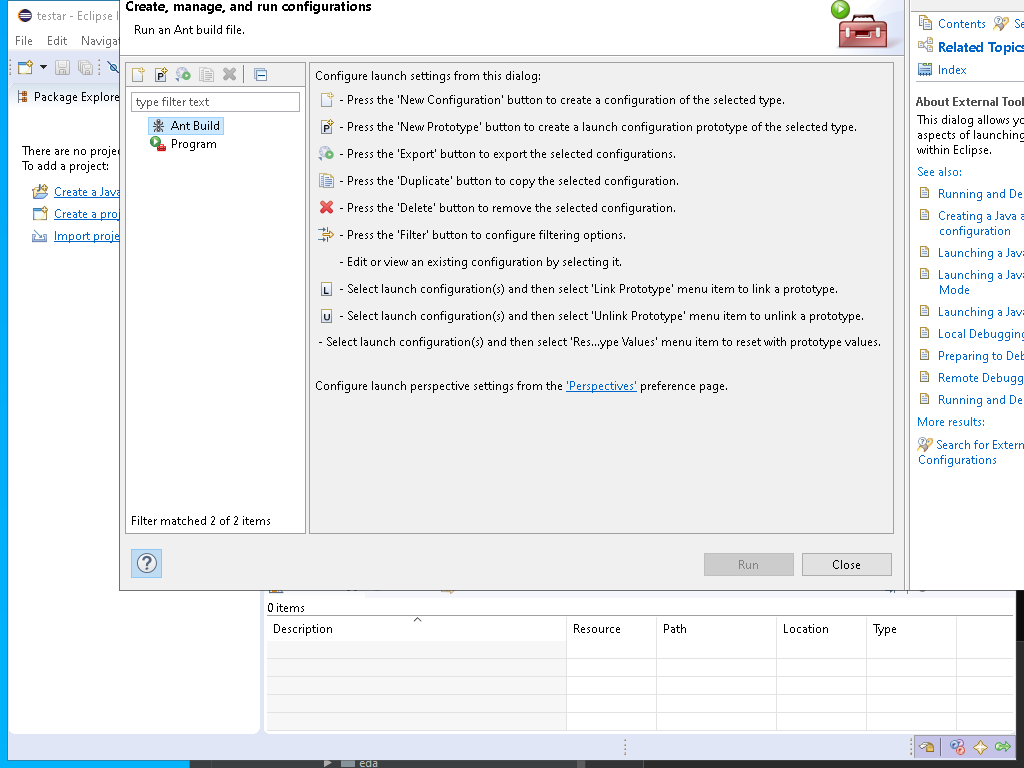 testar - Eclipse I
File Edit Naviga
Package Explore
There are no projec
To add a project:
Create a Java
Create a proj
Import proje
Create, manage, and run configurations
Run an Ant build file.
type filter text
Ant Build
Program
Filter matched 2 of 2 items
Configure launch settings from this dialog:
- Press the 'New Configuration' button to create a configuration of the selected type.
- Press the 'New Prototype' button to create a launch configuration prototype of the selected type.
- Press the 'Export' button to export the selected configurations.
- Press the 'Duplicate' button to copy the selected configuration.
- Press the 'Delete' button to remove the selected configuration.
- Press the 'Filter' button to configure filtering options.
- Edit or view an existing configuration by selecting it.
- Select launch configuration(s) and then select 'Link Prototype' menu item to link a prototype.
- Select launch configuration(s) and then select 'Unlink Prototype' menu item to unlink a prototype.
- Select launch configuration(s) and then select 'Res...ype Values' menu item to reset with prototype values.
Configure launch perspective settings from the 'Perspectives' preference page.
Run Close
Contents Se
Related Topics
Index
About External Tool
This dialog allows yo
aspects of launching
within Eclipse.
See also:
Running and De
Creating a Java a
configuration
Launching a Java
Launching a Java
Mode
Launching a Java
Local Debugging
Preparing to Deb
Remote Debugg
Running and De
More results:
Search for Extern
Configurations
0 items
Description Resource Path Location Type
eda